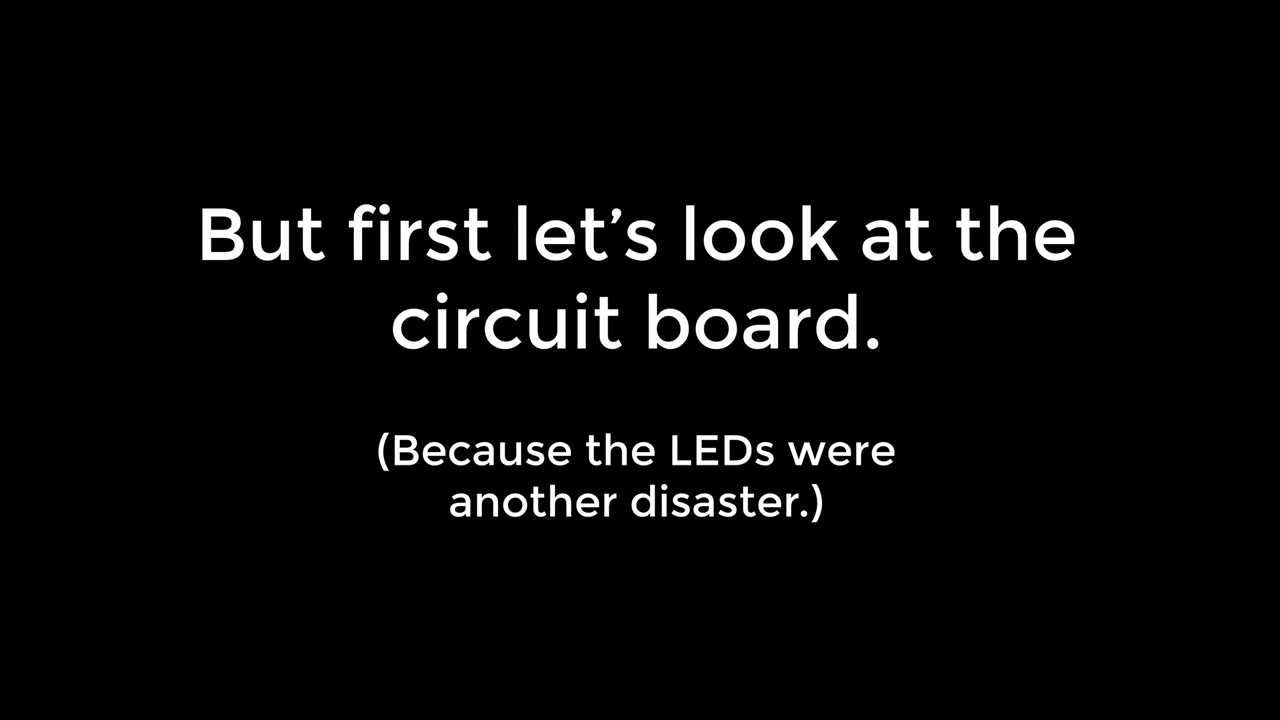 But first let’s look at the
circuit board.
(Because the LEDs were
another disaster.)